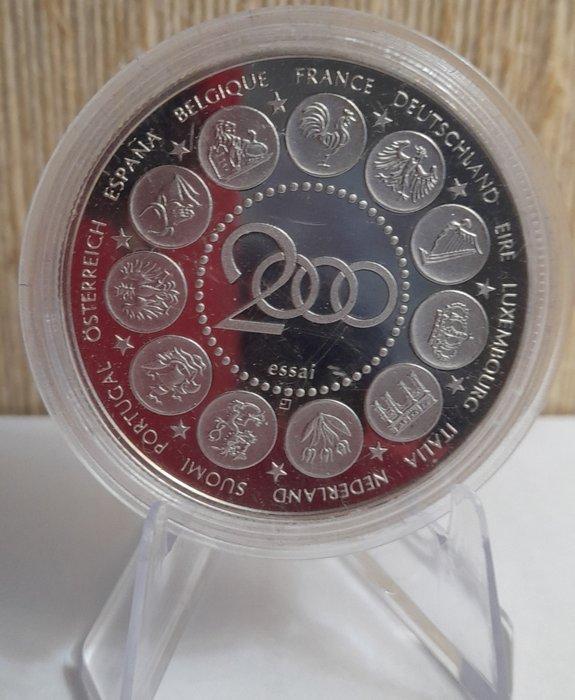 BELGIQUE FRANCE DEUTSCHLAND EIRE LUXEMBOURG ITALIA NEDERLAND SUOMI PORTUGAL ÖSTERREICH ESPAÑA
2000
essai